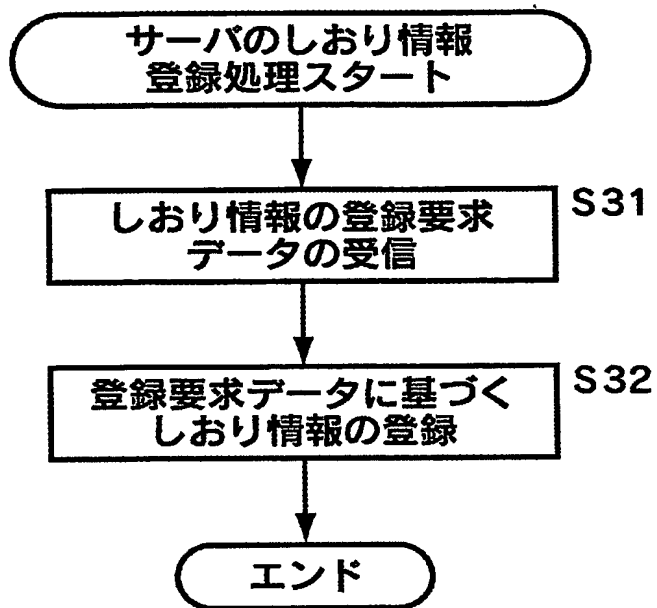 サーバのしおり情報
登録処理スタート
しおり情報の登録要求
データの受信
S31
登録要求データに基づく
しおり情報の登録
S32
エンド